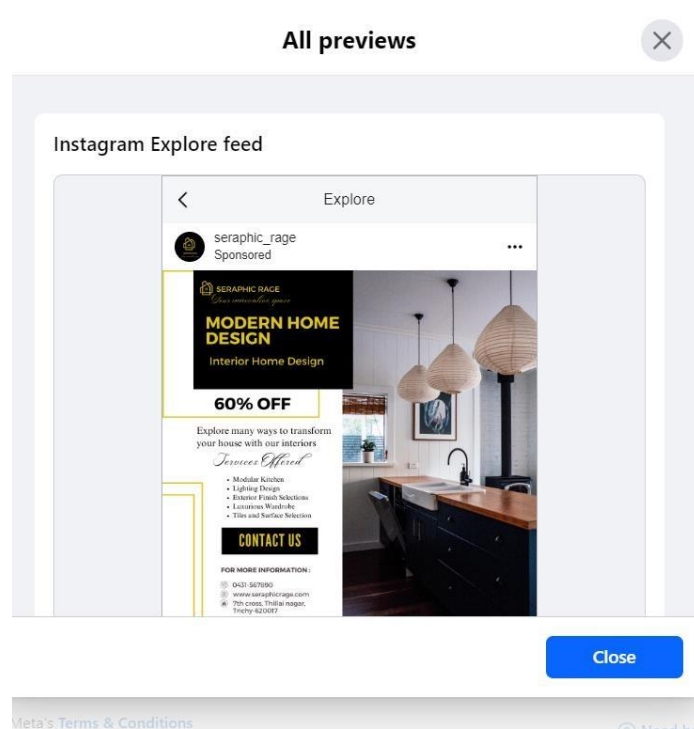 All previews
Instagram Explore feed
Explore
seraphic_rage
Sponsored
SERAPHIC RAGE
Your innovative space
MODERN HOME
DESIGN
Interior Home Design
60% OFF
Explore many ways to transform
your house with our interiors
Services Offered
• Modular Kitchen
• Lighting Design
• Exterior Finish Selections
• Luxurious Wardrobe
• Tiles and Surface Selection
CONTACT US
FOR MORE INFORMATION :
0431-567890
www.seraphicrage.com
7th cross, Thillai nagar,
Trichy-620017
Close
Meta's Terms & Conditions